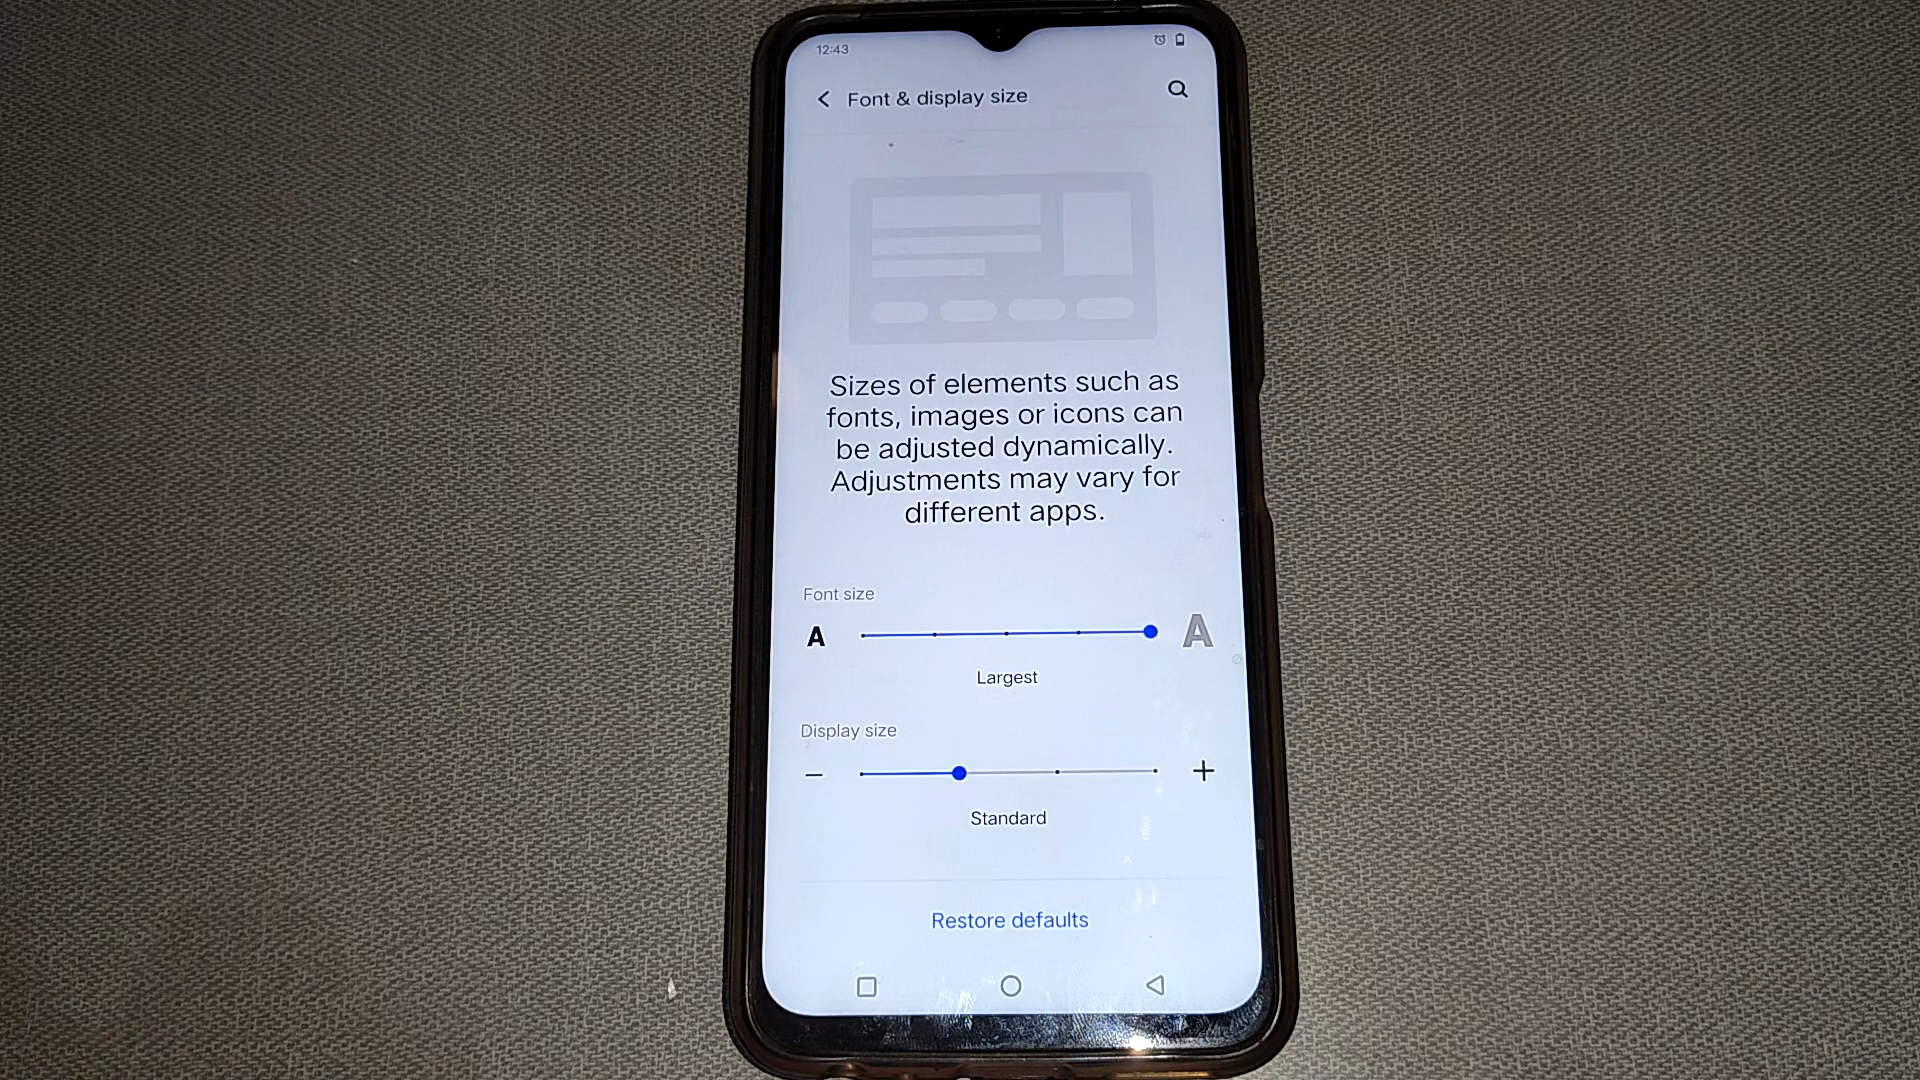 12:43
Font & display size
Sizes of elements such as
fonts, images or icons can
be adjusted dynamically.
Adjustments may vary for
different apps.
Font size
A A
Largest
Display size
Standard
Restore defaults